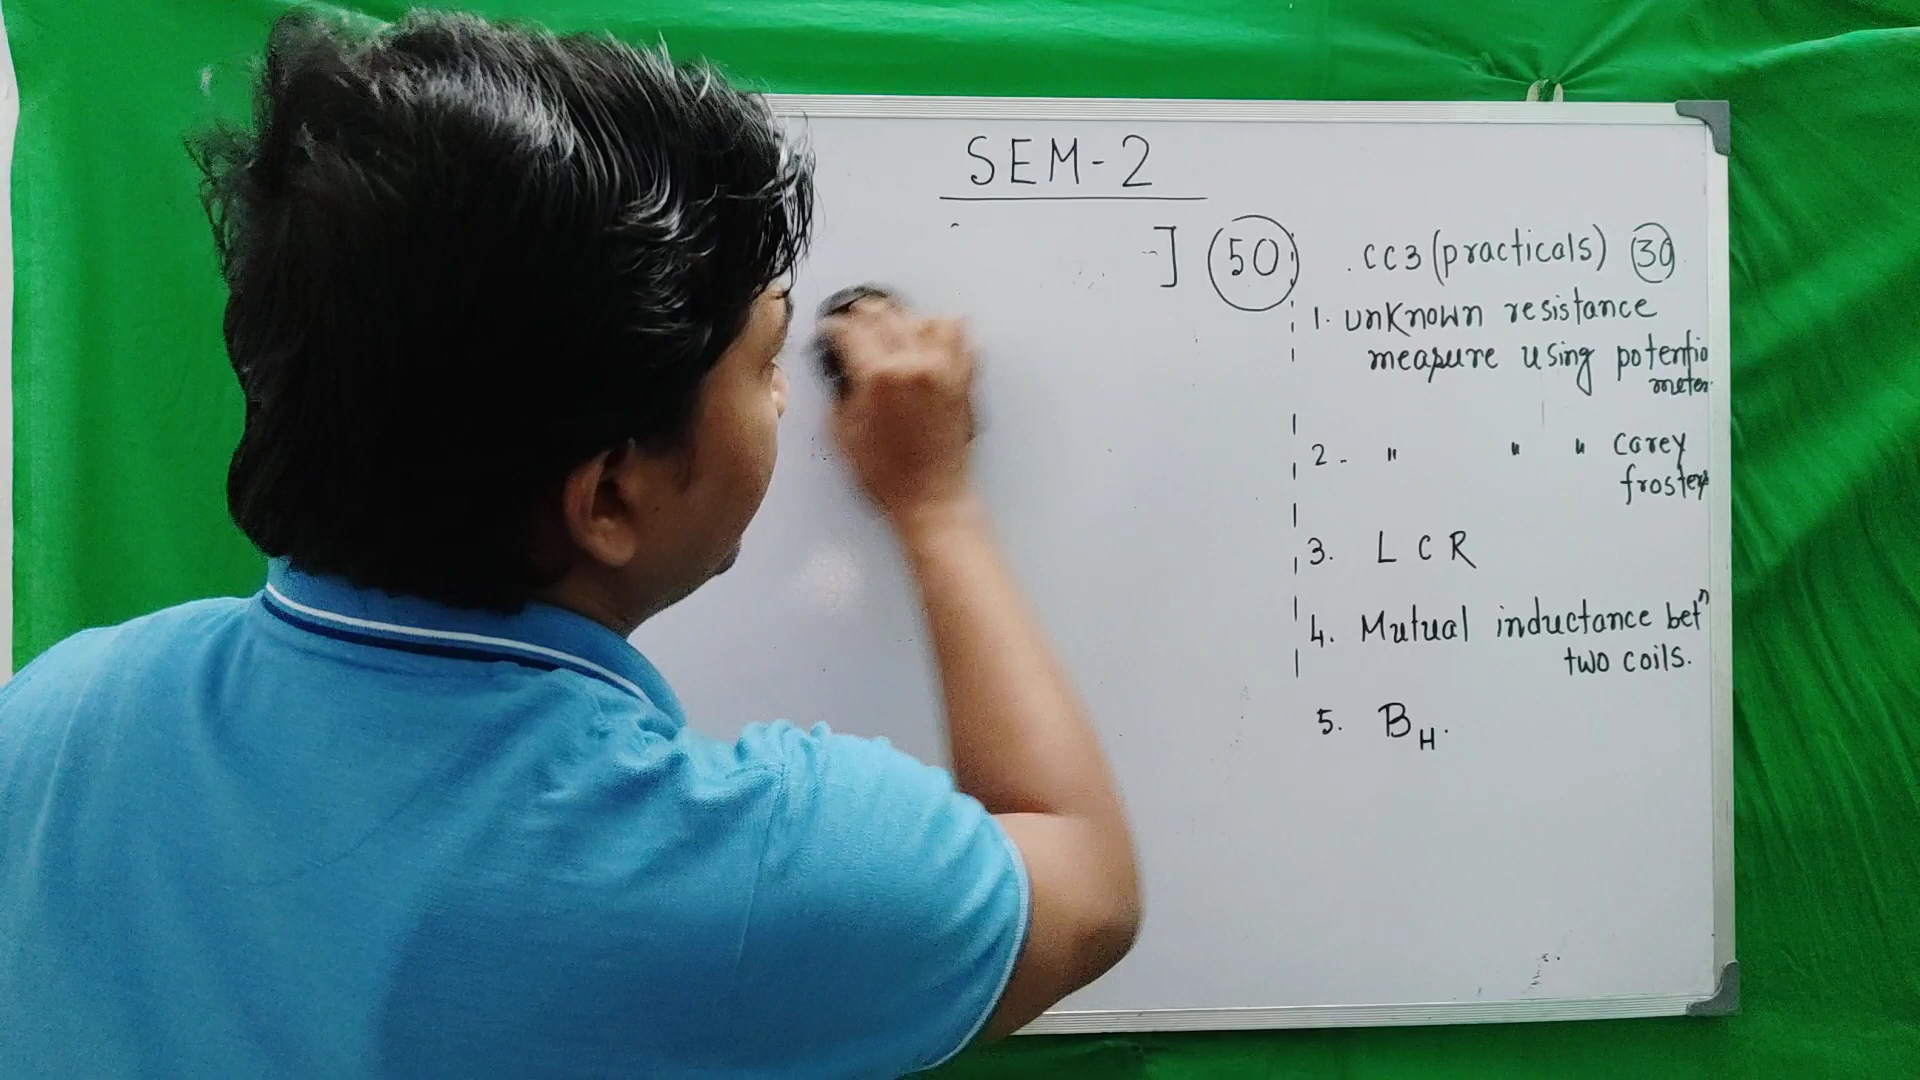 SEM-2
] 50
CC3 (practicals) 30
1. unknown resistance
measure using potentio
meter.
2. " " " Carey
froster
3. L C R
4. Mutual inductance betn
two coils.
5. BH.